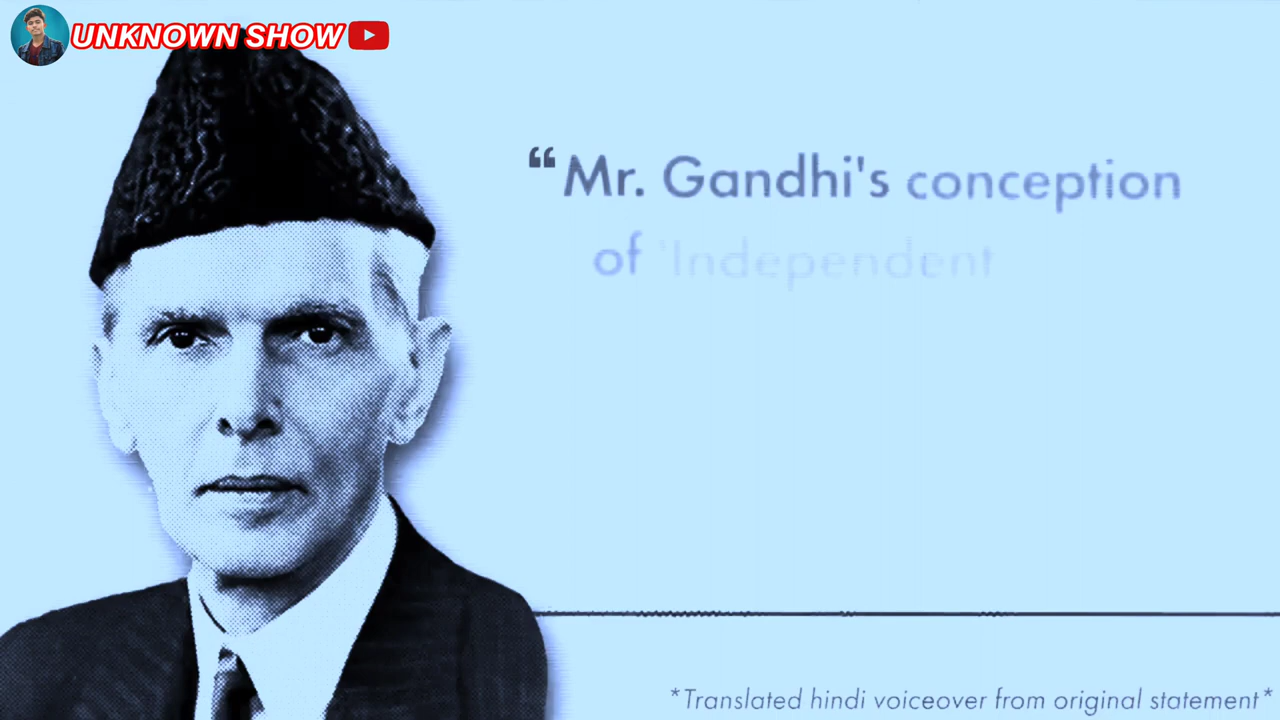 UNKNOWN SHOW
“Mr. Gandhi's conception
of 'Independent
*Translated hindi voiceover from original statement*